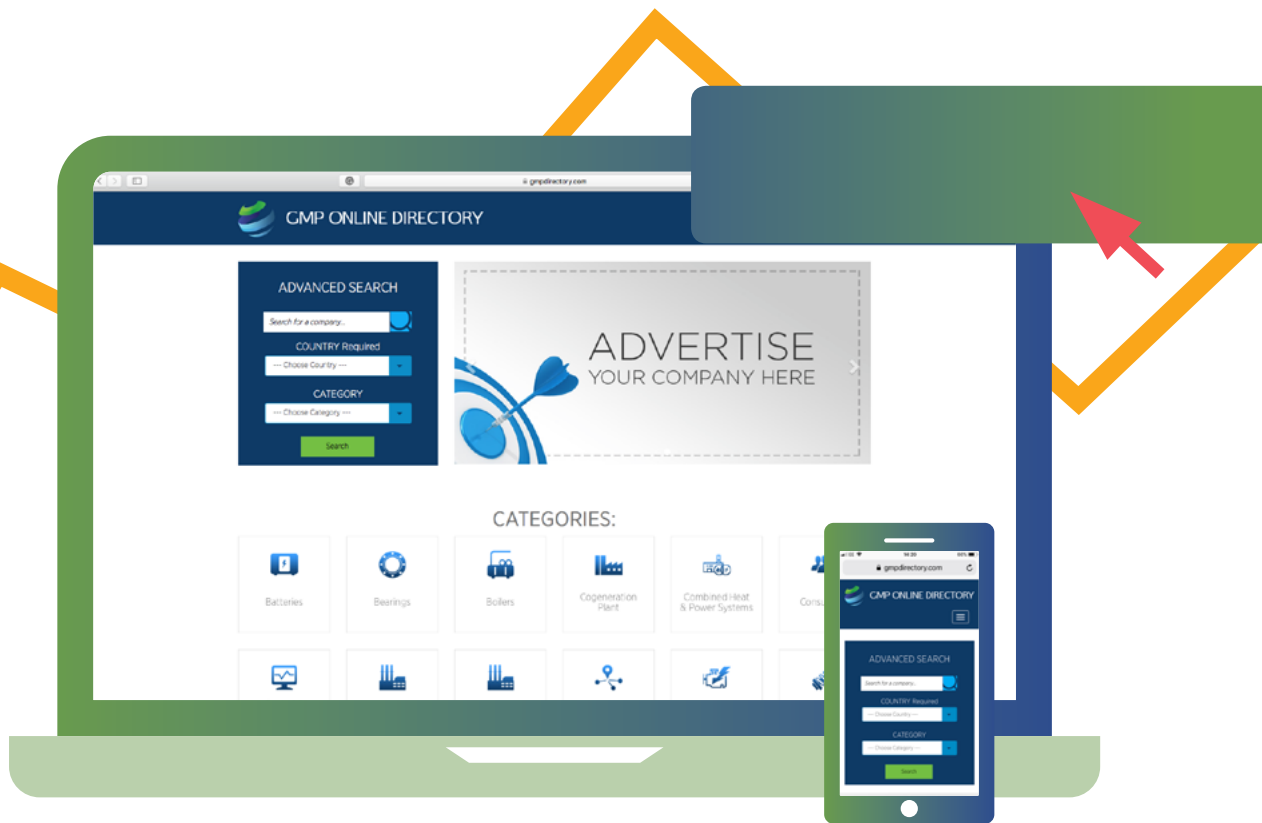 gmpdirectory.com
GMP ONLINE DIRECTORY
ADVANCED SEARCH
Search for a company...
COUNTRY Required
--- Choose Country ---
CATEGORY
--- Choose Category ---
Search
ADVERTISE
YOUR COMPANY HERE
CATEGORIES:
Batteries
Bearings
Boilers
Cogeneration
Plant
Combined Heat
& Power Systems
gmpdirectory.com
GMP ONLINE DIRECTORY
ADVANCED SEARCH
Search for a company...
COUNTRY Required
--- Choose Country ---
CATEGORY
--- Choose Category ---
Search